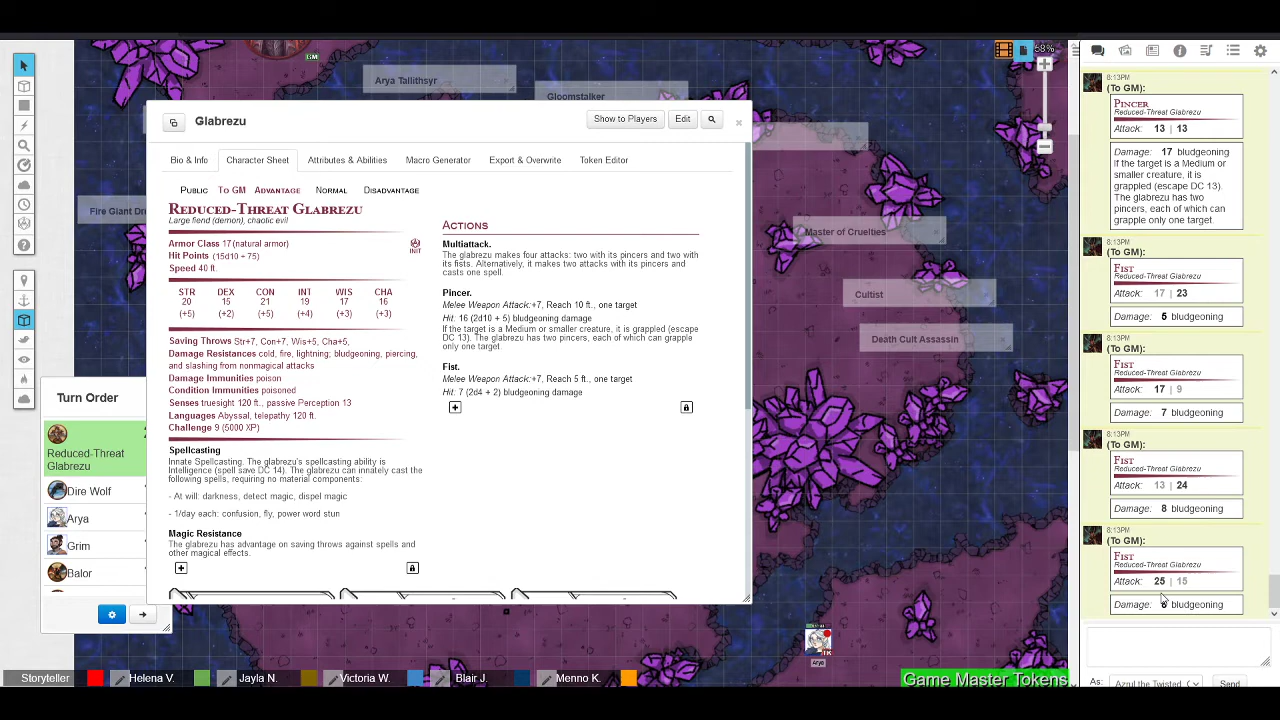 58%
GM
Arya Tallithsyr
Gloomstalker
Fire Giant Dre
Master of Cruelties
Cultist
Death Cult Assassin
Glabrezu
Show to Players
Edit
Bio & Info
Character Sheet
Attributes & Abilities
Macro Generator
Export & Overwrite
Token Editor
PUBLIC
TO GM
ADVANTAGE
NORMAL
DISADVANTAGE
REDUCED-THREAT GLABREZU
Large fiend (demon), chaotic evil
Armor Class 17 (natural armor)
INIT
Hit Points (15d10 + 75)
Speed 40 ft.
STR DEX CON INT WIS CHA
20 15 21 19 17 16
(+5) (+2) (+5) (+4) (+3) (+3)
Saving Throws Str+7, Con+7, Wis+5, Cha+5,
Damage Resistances cold, fire, lightning; bludgeoning, piercing,
and slashing from nonmagical attacks
Damage Immunities poison
Condition Immunities poisoned
Senses truesight 120 ft., passive Perception 13
Languages Abyssal, telepathy 120 ft.
Challenge 9 (5000 XP)
Spellcasting
Innate Spellcasting. The glabrezu's spellcasting ability is
Intelligence (spell save DC 14). The glabrezu can innately cast the
following spells, requiring no material components:
- At will: darkness, detect magic, dispel magic
- 1/day each: confusion, fly, power word stun
Magic Resistance
The glabrezu has advantage on saving throws against spells and
other magical effects.
ACTIONS
Multiattack.
The glabrezu makes four attacks: two with its pincers and two with
its fists. Alternatively, it makes two attacks with its pincers and
casts one spell.
Pincer.
Melee Weapon Attack:+7, Reach 10 ft., one target
Hit: 16 (2d10 + 5) bludgeoning damage
If the target is a Medium or smaller creature, it is grappled (escape
DC 13). The glabrezu has two pincers, each of which can grapple
only one target.
Fist.
Melee Weapon Attack:+7, Reach 5 ft., one target
Hit: 7 (2d4 + 2) bludgeoning damage
Turn Order
Reduced-Threat
Glabrezu
Dire Wolf
Arya
Grim
Balor
8:13PM
(To GM):
PINCER
Reduced-Threat Glabrezu
Attack: 13 | 13
Damage: 17 bludgeoning
If the target is a Medium or
smaller creature, it is
grappled (escape DC 13).
The glabrezu has two
pincers, each of which can
grapple only one target.
8:13PM
(To GM):
FIST
Reduced-Threat Glabrezu
Attack: 17 | 23
Damage: 5 bludgeoning
8:13PM
(To GM):
FIST
Reduced-Threat Glabrezu
Attack: 17 | 9
Damage: 7 bludgeoning
8:13PM
(To GM):
FIST
Reduced-Threat Glabrezu
Attack: 13 | 24
Damage: 8 bludgeoning
8:13PM
(To GM):
FIST
Reduced-Threat Glabrezu
Attack: 25 | 15
Damage: 6 bludgeoning
Arya
Storyteller
Helena V.
Jayla N.
Victoria W.
Blair J.
Menno K.
Game Master Tokens
As:
Azrul the Twisted (
Send